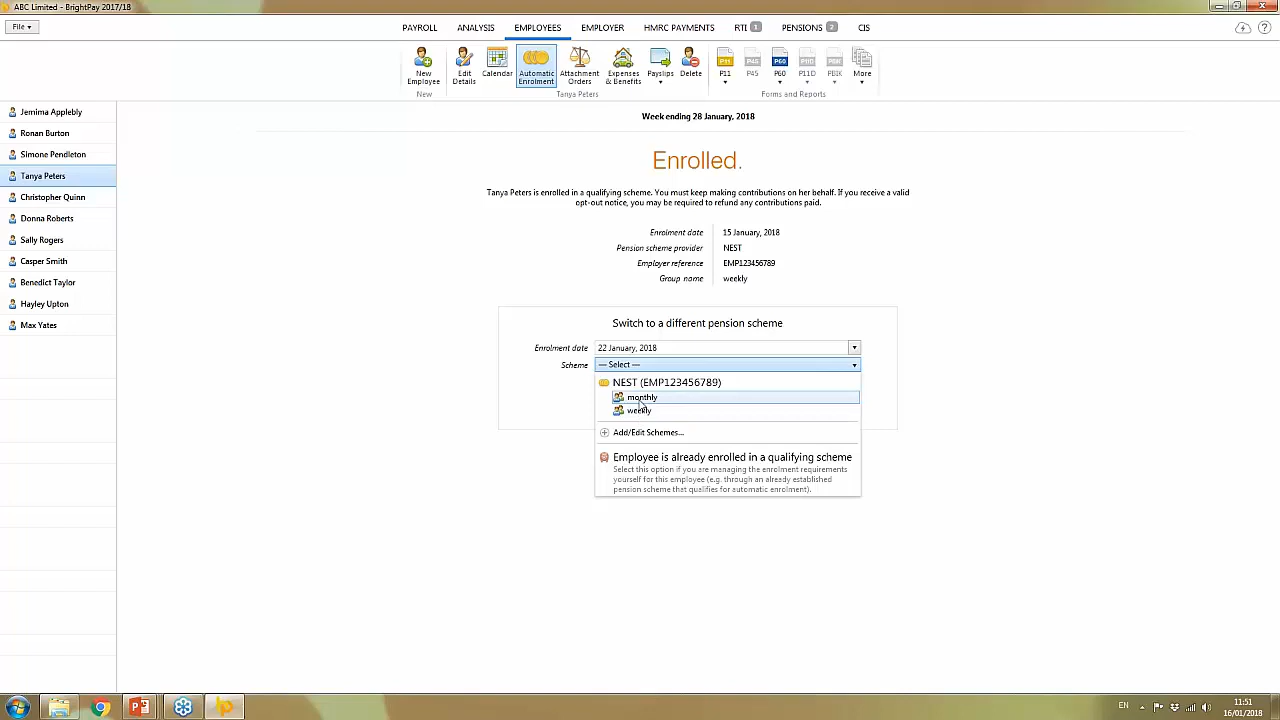 ABC Limited - BrightPay 2017/18
File
PAYROLL ANALYSIS EMPLOYEES EMPLOYER HMRC PAYMENTS RTI 1 PENSIONS 2 CIS
New Employee
Edit Details
Calendar
Automatic Enrolment
Attachment Orders
Expenses & Benefits
Payslips
Delete
P11
P45
P60
P11D
PBIK
More
New
Tanya Peters
Forms and Reports
Jemima Applebly
Ronan Burton
Simone Pendleton
Tanya Peters
Christopher Quinn
Donna Roberts
Sally Rogers
Casper Smith
Benedict Taylor
Hayley Upton
Max Yates
Week ending 28 January, 2018
Enrolled.
Tanya Peters is enrolled in a qualifying scheme. You must keep making contributions on her behalf. If you receive a valid
opt-out notice, you may be required to refund any contributions paid.
Enrolment date 15 January, 2018
Pension scheme provider NEST
Employer reference EMP123456789
Group name weekly
Switch to a different pension scheme
Enrolment date 22 January, 2018
Scheme — Select —
NEST (EMP123456789)
monthly
weekly
Add/Edit Schemes...
Employee is already enrolled in a qualifying scheme
Select this option if you are managing the enrolment requirements
yourself for this employee (e.g. through an already established
pension scheme that qualifies for automatic enrolment).
EN
11:51
16/01/2018